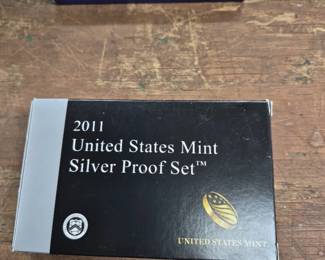 2011
United States Mint
Silver Proof Set™
UNITED STATES MINT